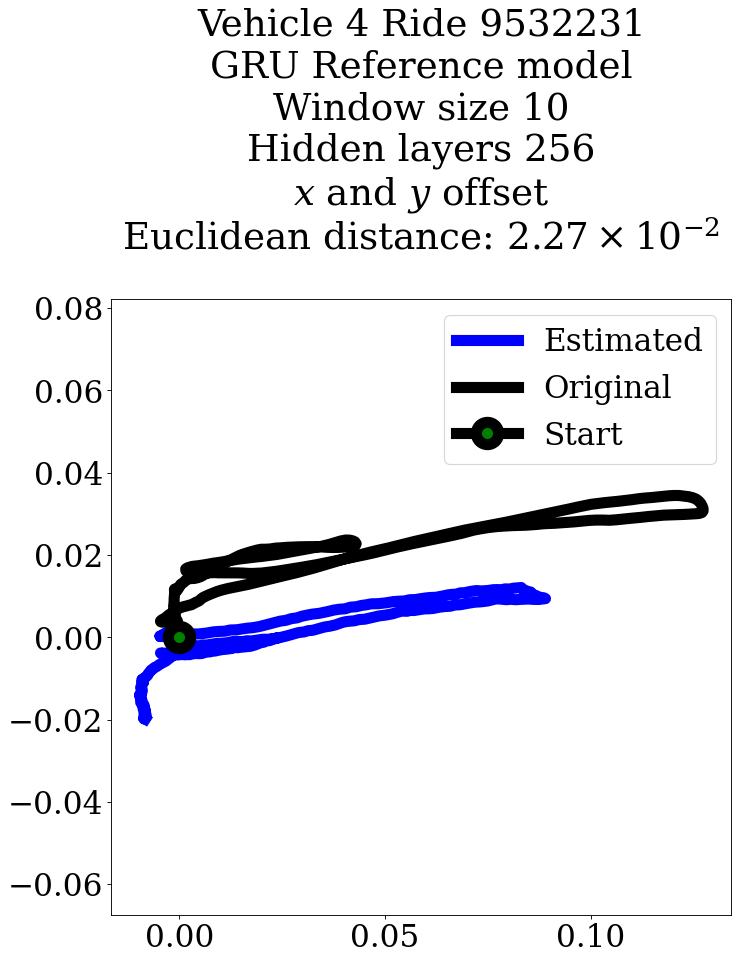 Vehicle 4 Ride 9532231
GRU Reference model
Window size 10
Hidden layers 256
x and y offset
Euclidean distance: 2.27 × 10⁻²
Estimated
Original
Start
0.08
0.06
0.04
0.02
0.00
−0.02
−0.04
−0.06
0.00 0.05 0.10